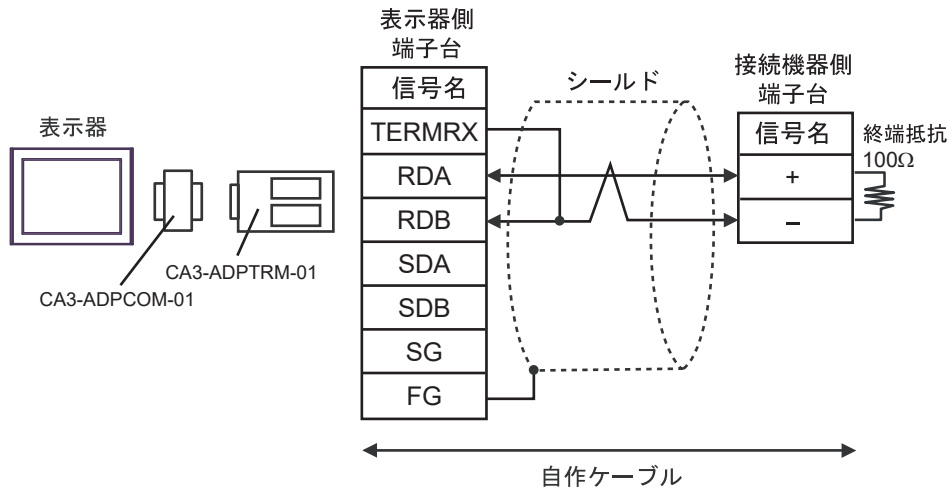 表示器
CA3-ADPCOM-01
CA3-ADPTRM-01
表示器側
端子台
信号名
TERMRX
RDA
RDB
SDA
SDB
SG
FG
シールド
接続機器側
端子台
信号名
+
−
終端抵抗
100Ω
自作ケーブル